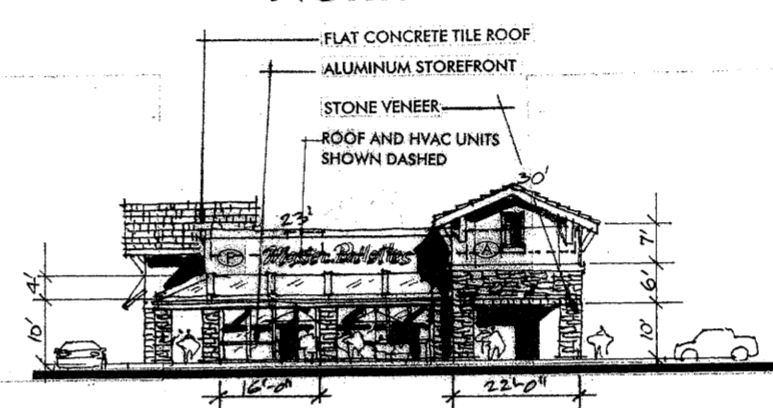 FLAT CONCRETE TILE ROOF
ALUMINUM STOREFRONT
STONE VENEER
ROOF AND HVAC UNITS
SHOWN DASHED
30'
23'
P
A
7'
4'
6'
10'
10'
16'-0"
22'-0"